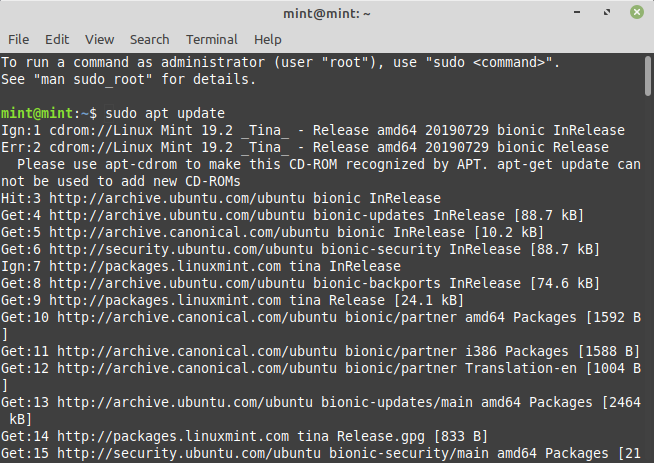 mint@mint: ~
File Edit View Search Terminal Help
To run a command as administrator (user "root"), use "sudo <command>".
See "man sudo_root" for details.
mint@mint:~$ sudo apt update
Ign:1 cdrom://Linux Mint 19.2 _Tina_ - Release amd64 20190729 bionic InRelease
Err:2 cdrom://Linux Mint 19.2 _Tina_ - Release amd64 20190729 bionic Release
  Please use apt-cdrom to make this CD-ROM recognized by APT. apt-get update can
not be used to add new CD-ROMs
Hit:3 http://archive.ubuntu.com/ubuntu bionic InRelease
Get:4 http://archive.ubuntu.com/ubuntu bionic-updates InRelease [88.7 kB]
Get:5 http://archive.canonical.com/ubuntu bionic InRelease [10.2 kB]
Get:6 http://security.ubuntu.com/ubuntu bionic-security InRelease [88.7 kB]
Ign:7 http://packages.linuxmint.com tina InRelease
Get:8 http://archive.ubuntu.com/ubuntu bionic-backports InRelease [74.6 kB]
Get:9 http://packages.linuxmint.com tina Release [24.1 kB]
Get:10 http://archive.canonical.com/ubuntu bionic/partner amd64 Packages [1592 B
]
Get:11 http://archive.canonical.com/ubuntu bionic/partner i386 Packages [1588 B]
Get:12 http://archive.canonical.com/ubuntu bionic/partner Translation-en [1004 B
]
Get:13 http://archive.ubuntu.com/ubuntu bionic-updates/main amd64 Packages [2464
 kB]
Get:14 http://packages.linuxmint.com tina Release.gpg [833 B]
Get:15 http://security.ubuntu.com/ubuntu bionic-security/main amd64 Packages [21